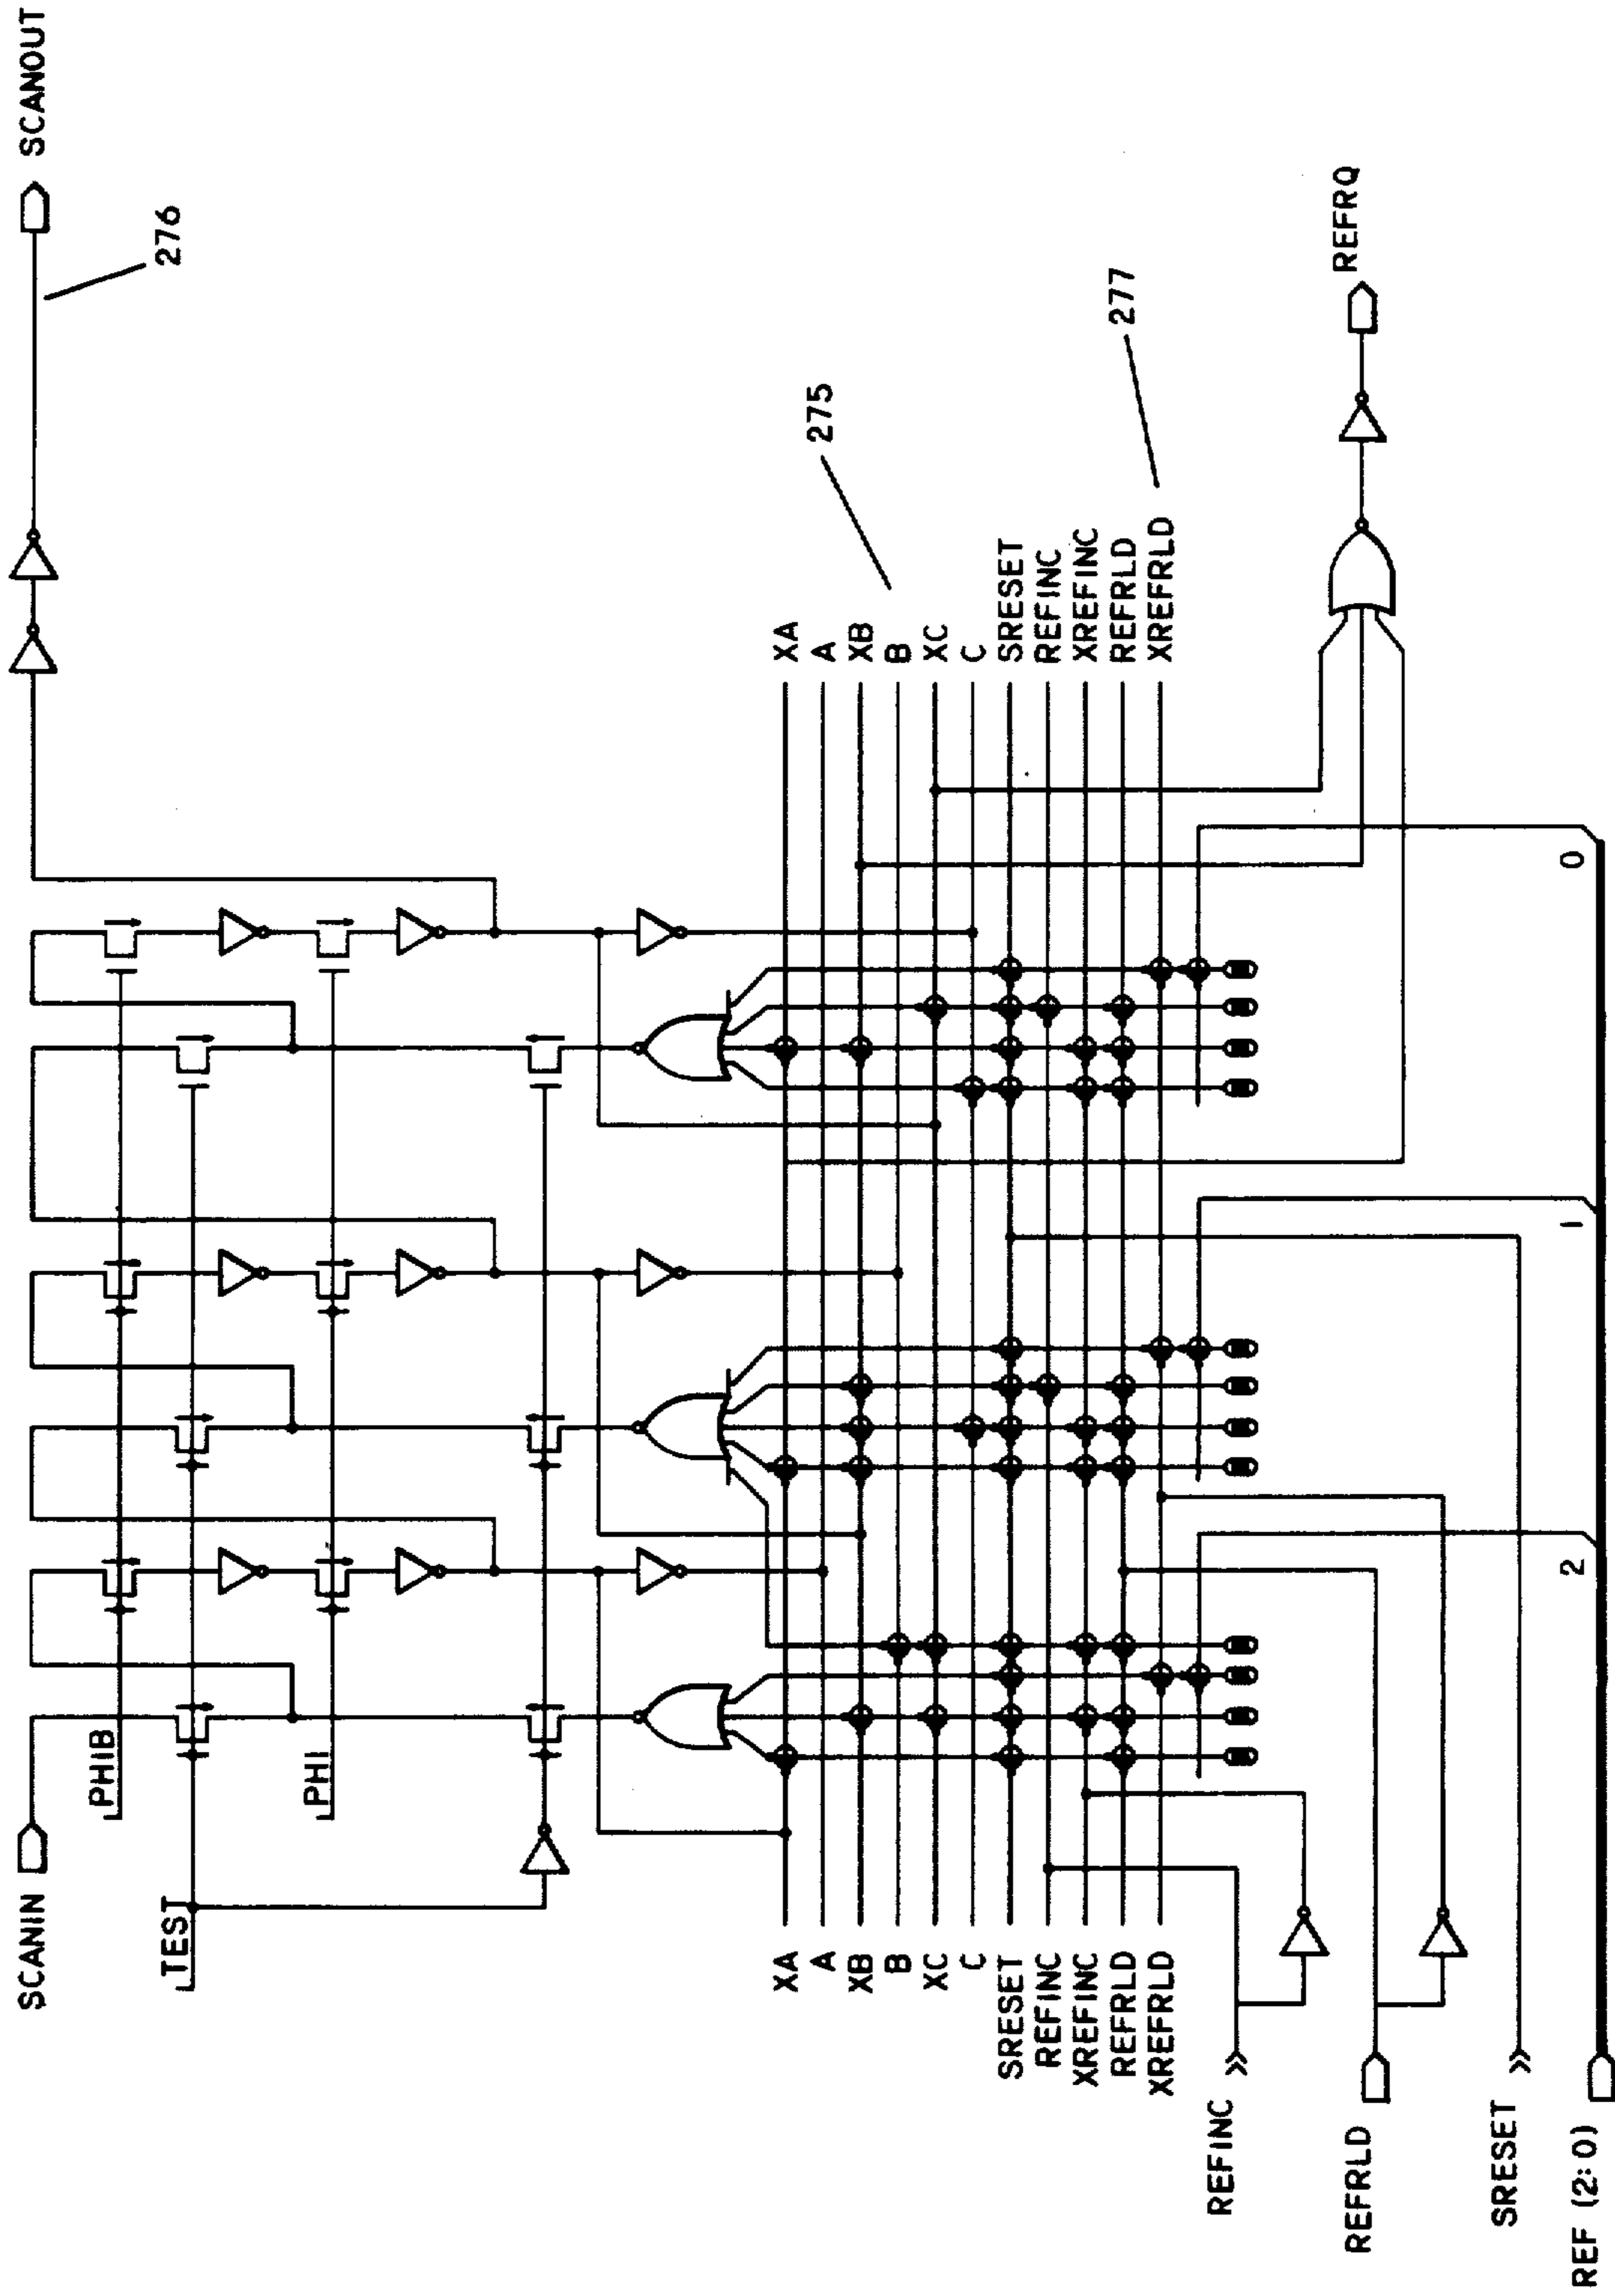 SCANIN
SCANOUT
276
PHIB
TEST
PHI
275
277
XA
A
XB
B
XC
C
SRESET
REFINC
XREFINC
REFRLD
XREFRLD
XA
A
XB
B
XC
C
SRESET
REFINC
XREFINC
REFRLD
XREFRLD
REFINC
REFRLD
SRESET
REF (2:0)
2
1
0
REFRQ